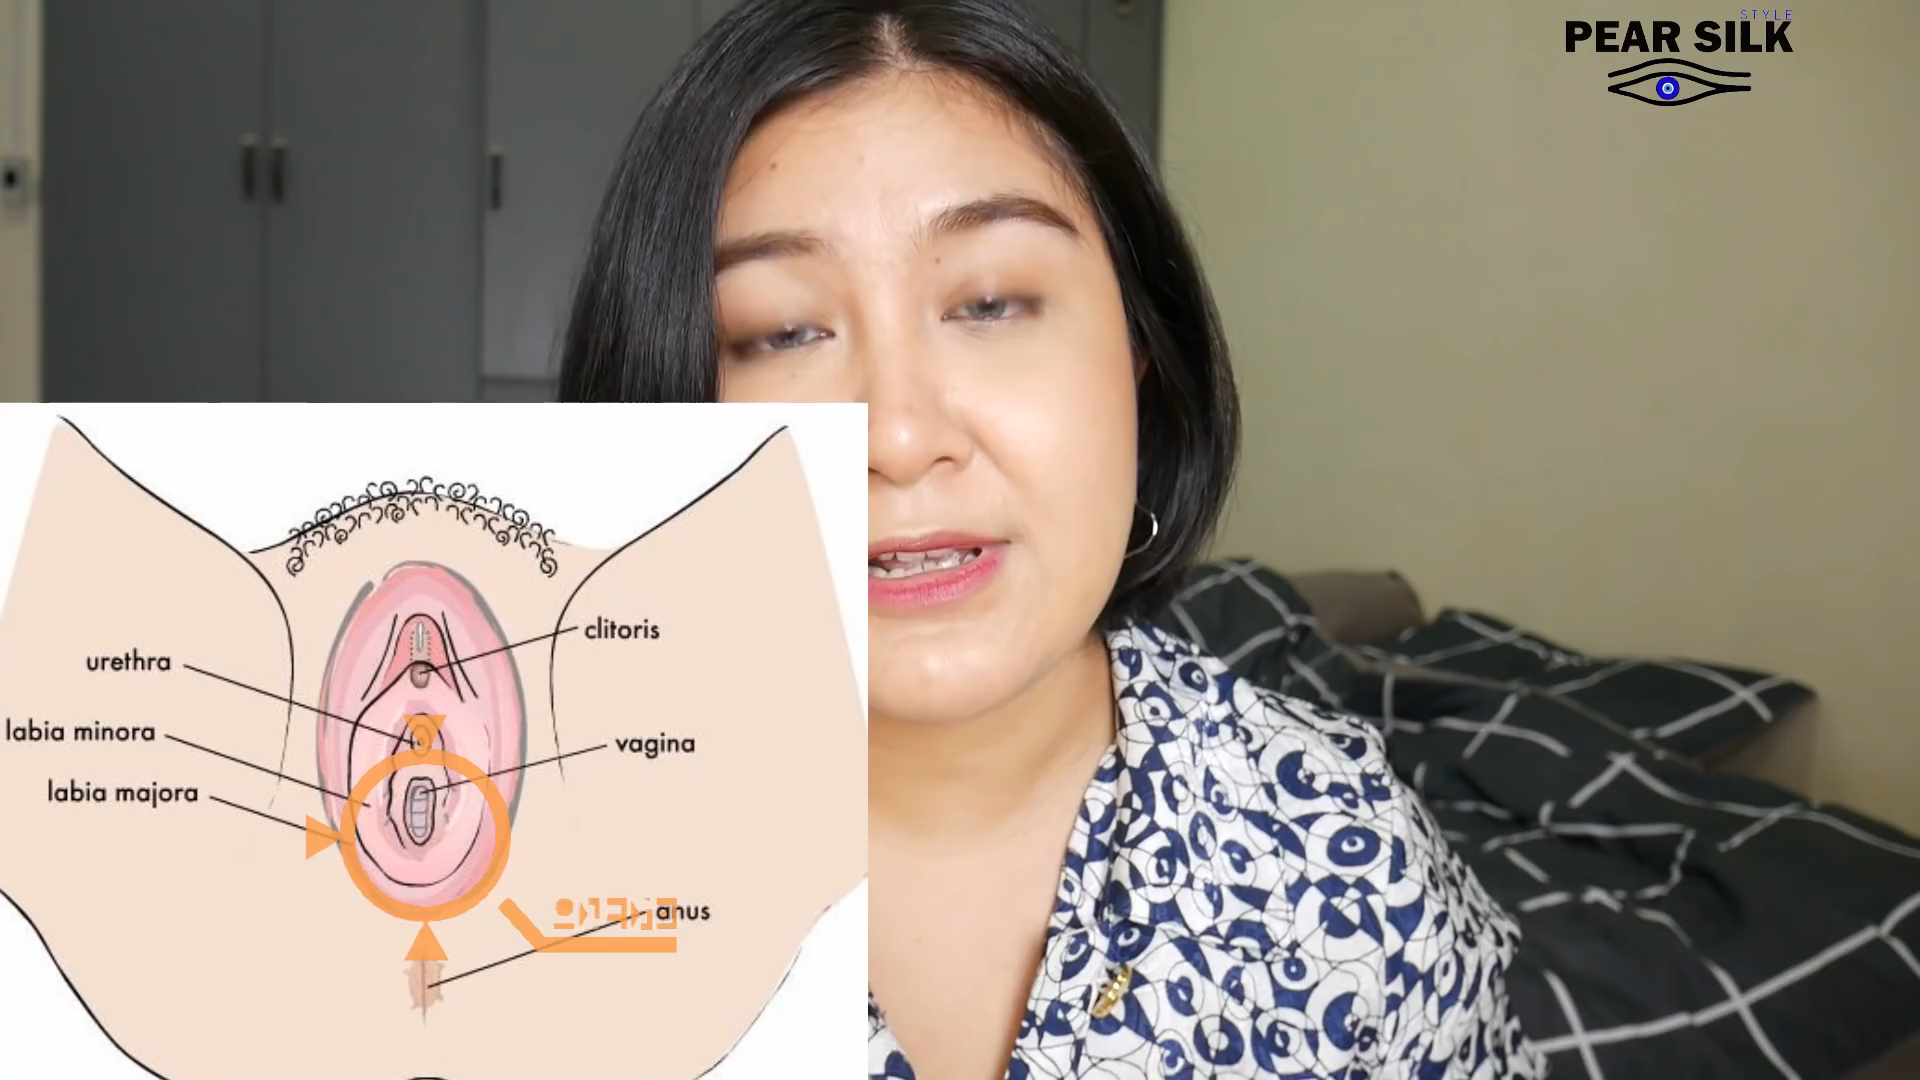 STYLE
PEAR SILK
clitoris
urethra
labia minora
vagina
labia majora
anus